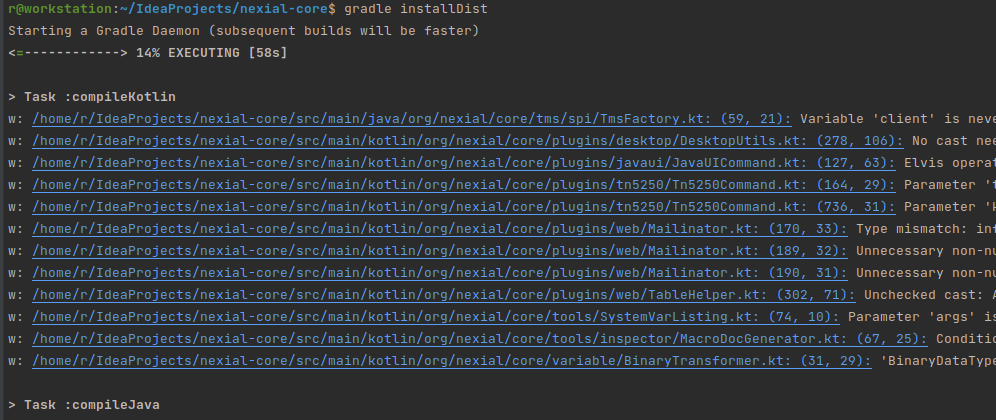 r@workstation:~/IdeaProjects/nexial-core$ gradle installDist
Starting a Gradle Daemon (subsequent builds will be faster)
<=------------> 14% EXECUTING [58s]
> Task :compileKotlin
w: /home/r/IdeaProjects/nexial-core/src/main/java/org/nexial/core/tms/spi/TmsFactory.kt: (59, 21): Variable 'client' is neve
w: /home/r/IdeaProjects/nexial-core/src/main/kotlin/org/nexial/core/plugins/desktop/DesktopUtils.kt: (278, 106): No cast nee
w: /home/r/IdeaProjects/nexial-core/src/main/kotlin/org/nexial/core/plugins/javaui/JavaUICommand.kt: (127, 63): Elvis operat
w: /home/r/IdeaProjects/nexial-core/src/main/kotlin/org/nexial/core/plugins/tn5250/Tn5250Command.kt: (164, 29): Parameter 'f
w: /home/r/IdeaProjects/nexial-core/src/main/kotlin/org/nexial/core/plugins/tn5250/Tn5250Command.kt: (736, 31): Parameter 'k
w: /home/r/IdeaProjects/nexial-core/src/main/kotlin/org/nexial/core/plugins/web/Mailinator.kt: (170, 33): Type mismatch: inf
w: /home/r/IdeaProjects/nexial-core/src/main/kotlin/org/nexial/core/plugins/web/Mailinator.kt: (189, 32): Unnecessary non-nu
w: /home/r/IdeaProjects/nexial-core/src/main/kotlin/org/nexial/core/plugins/web/Mailinator.kt: (190, 31): Unnecessary non-nu
w: /home/r/IdeaProjects/nexial-core/src/main/kotlin/org/nexial/core/plugins/web/TableHelper.kt: (302, 71): Unchecked cast: A
w: /home/r/IdeaProjects/nexial-core/src/main/kotlin/org/nexial/core/tools/SystemVarListing.kt: (74, 10): Parameter 'args' is
w: /home/r/IdeaProjects/nexial-core/src/main/kotlin/org/nexial/core/tools/inspector/MacroDocGenerator.kt: (67, 25): Conditio
w: /home/r/IdeaProjects/nexial-core/src/main/kotlin/org/nexial/core/variable/BinaryTransformer.kt: (31, 29): 'BinaryDataType
> Task :compileJava